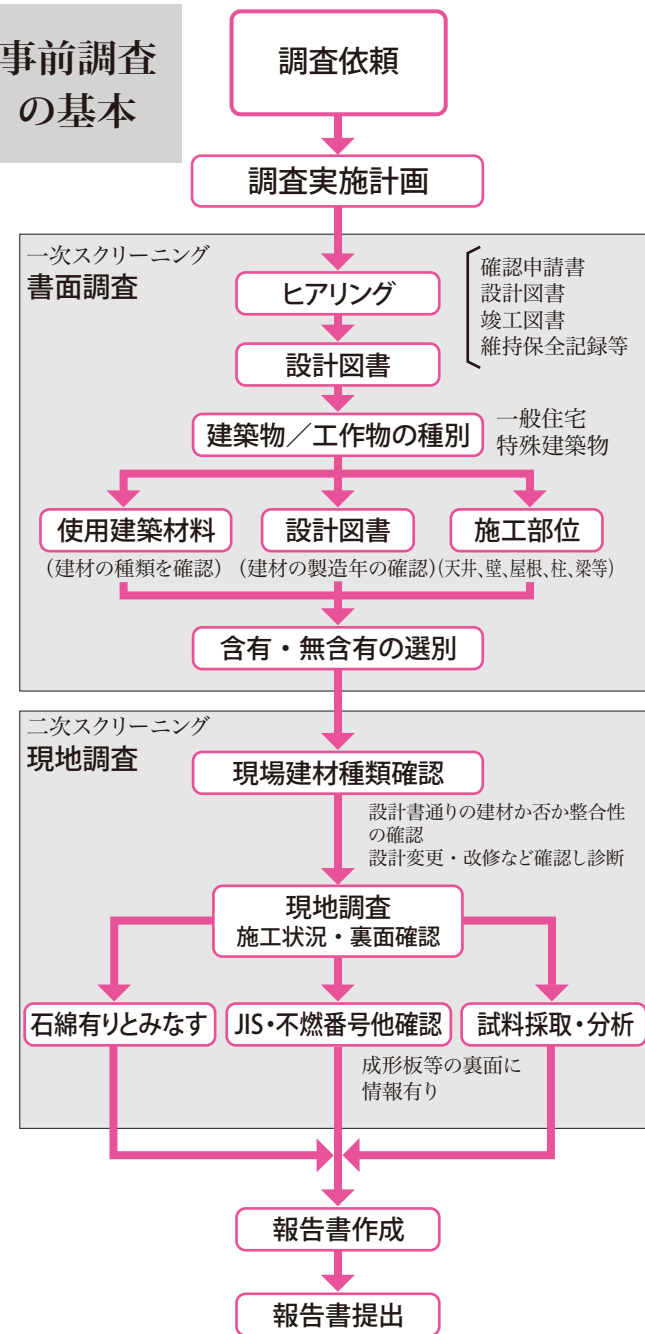 事前調査
の基本
調査依頼
調査実施計画
一次スクリーニング
書面調査
ヒアリング
確認申請書
設計図書
竣工図書
維持保全記録等
設計図書
建築物／工作物の種別
一般住宅
特殊建築物
使用建築材料
設計図書
施工部位
(建材の種類を確認)
(建材の製造年の確認)
(天井、壁、屋根、柱、梁等)
含有・無含有の選別
二次スクリーニング
現地調査
現場建材種類確認
設計書通りの建材か否か整合性
の確認
設計変更・改修など確認し診断
現地調査
施工状況・裏面確認
石綿有りとみなす
JIS・不燃番号他確認
試料採取・分析
成形板等の裏面に
情報有り
報告書作成
報告書提出